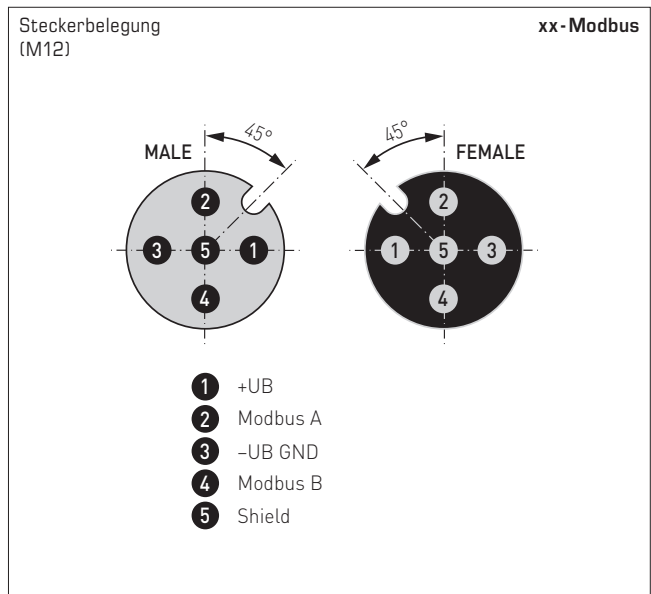 Steckerbelegung
(M12)
xx-Modbus
45°
45°
MALE
FEMALE
2
3 5 1
4
2
1 5 3
4
1 +UB
2 Modbus A
3 –UB GND
4 Modbus B
5 Shield